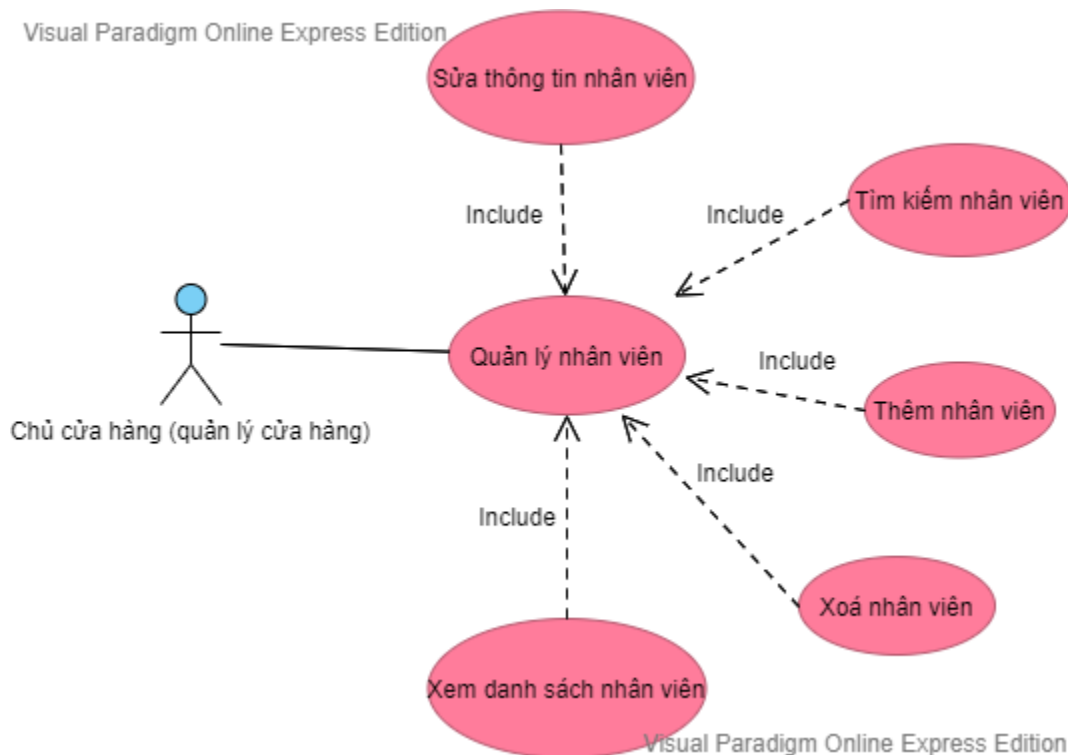 Visual Paradigm Online Express Edition
Sửa thông tin nhân viên
Tìm kiếm nhân viên
Include
Include
Quản lý nhân viên
Include
Thêm nhân viên
Chủ cửa hàng (quản lý cửa hàng)
Include
Include
Xoá nhân viên
Xem danh sách nhân viên
Visual Paradigm Online Express Edition